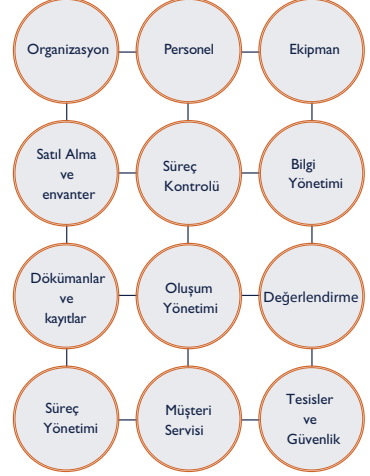 Organizasyon
Personel
Ekipman
Satıl Alma
ve
envanter
Süreç
Kontrolü
Bilgi
Yönetimi
Dökümanlar
ve
kayıtlar
Oluşum
Yönetimi
Değerlendirme
Süreç
Yönetimi
Müşteri
Servisi
Tesisler
ve
Güvenlik